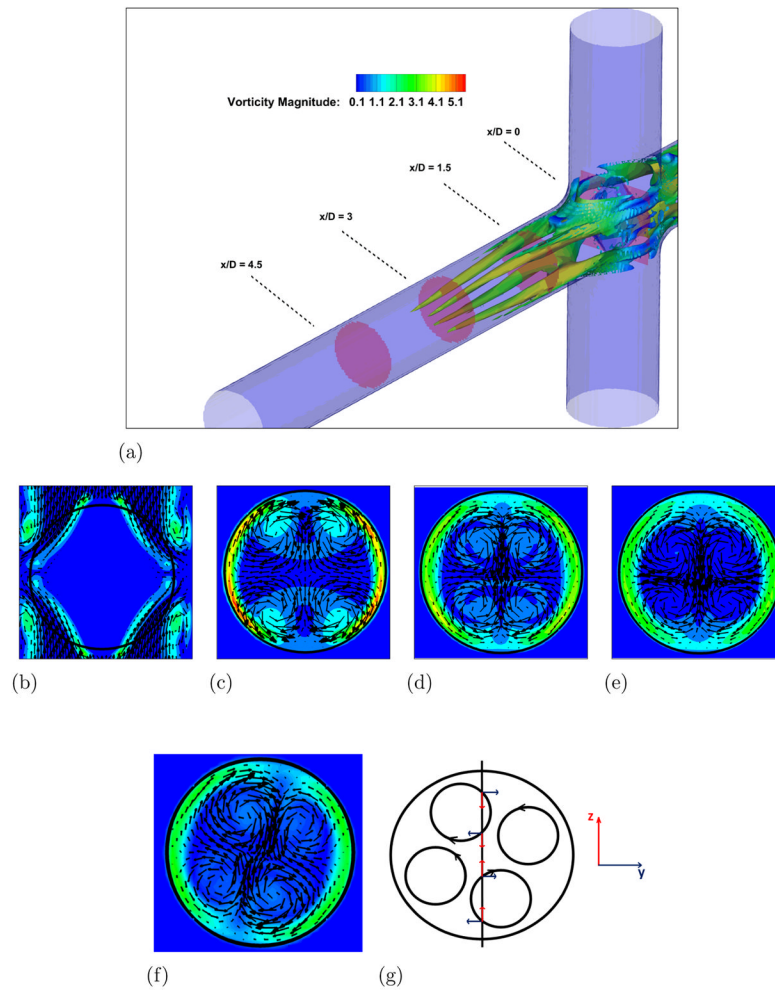 x/D = 0
Vorticity Magnitude: 0.1 1.1 2.1 3.1 4.1 5.1
x/D = 1.5
x/D = 3
x/D = 4.5
(a)
(b) (c) (d) (e)
z
y
(f) (g)